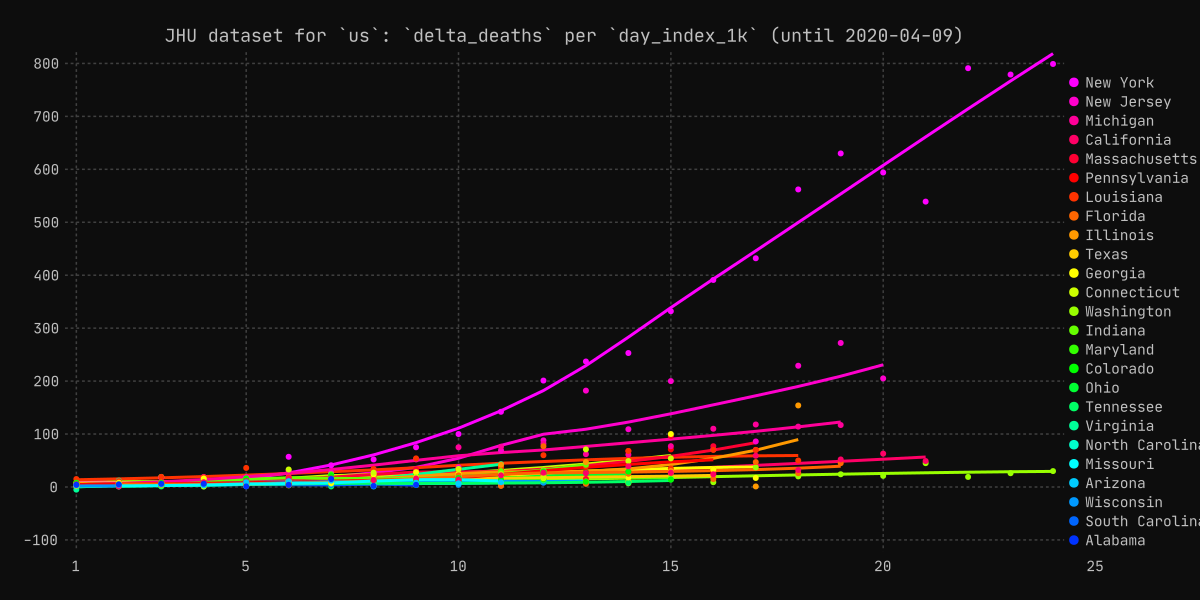 JHU dataset for `us`: `delta_deaths` per `day_index_1k` (until 2020-04-09)
800
700
600
500
400
300
200
100
0
-100
1 5 10 15 20 25
New York
New Jersey
Michigan
California
Massachusetts
Pennsylvania
Louisiana
Florida
Illinois
Texas
Georgia
Connecticut
Washington
Indiana
Maryland
Colorado
Ohio
Tennessee
Virginia
North Carolina
Missouri
Arizona
Wisconsin
South Carolina
Alabama